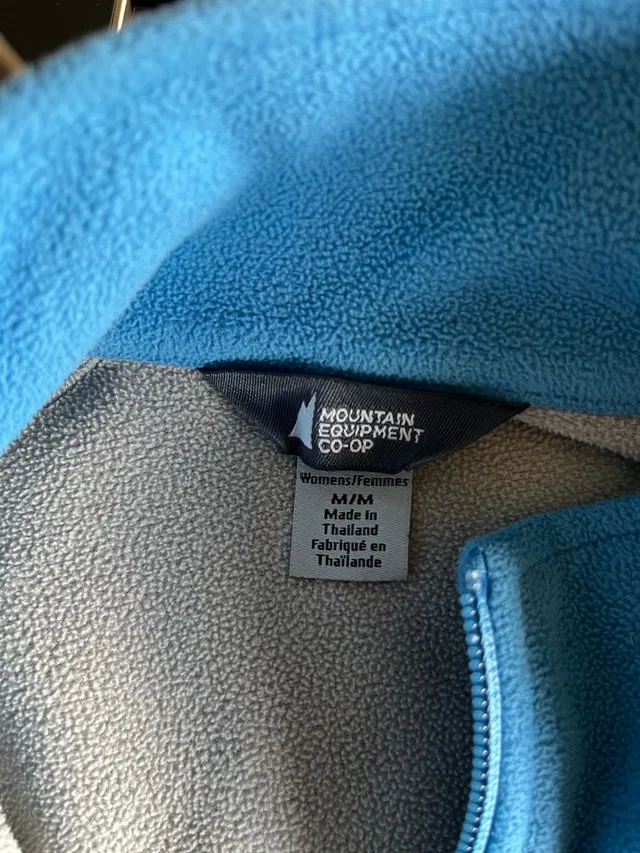 MOUNTAIN
EQUIPMENT
CO-OP
Womens/Femmes
M/M
Made in
Thailand
Fabriqué en
Thaïlande